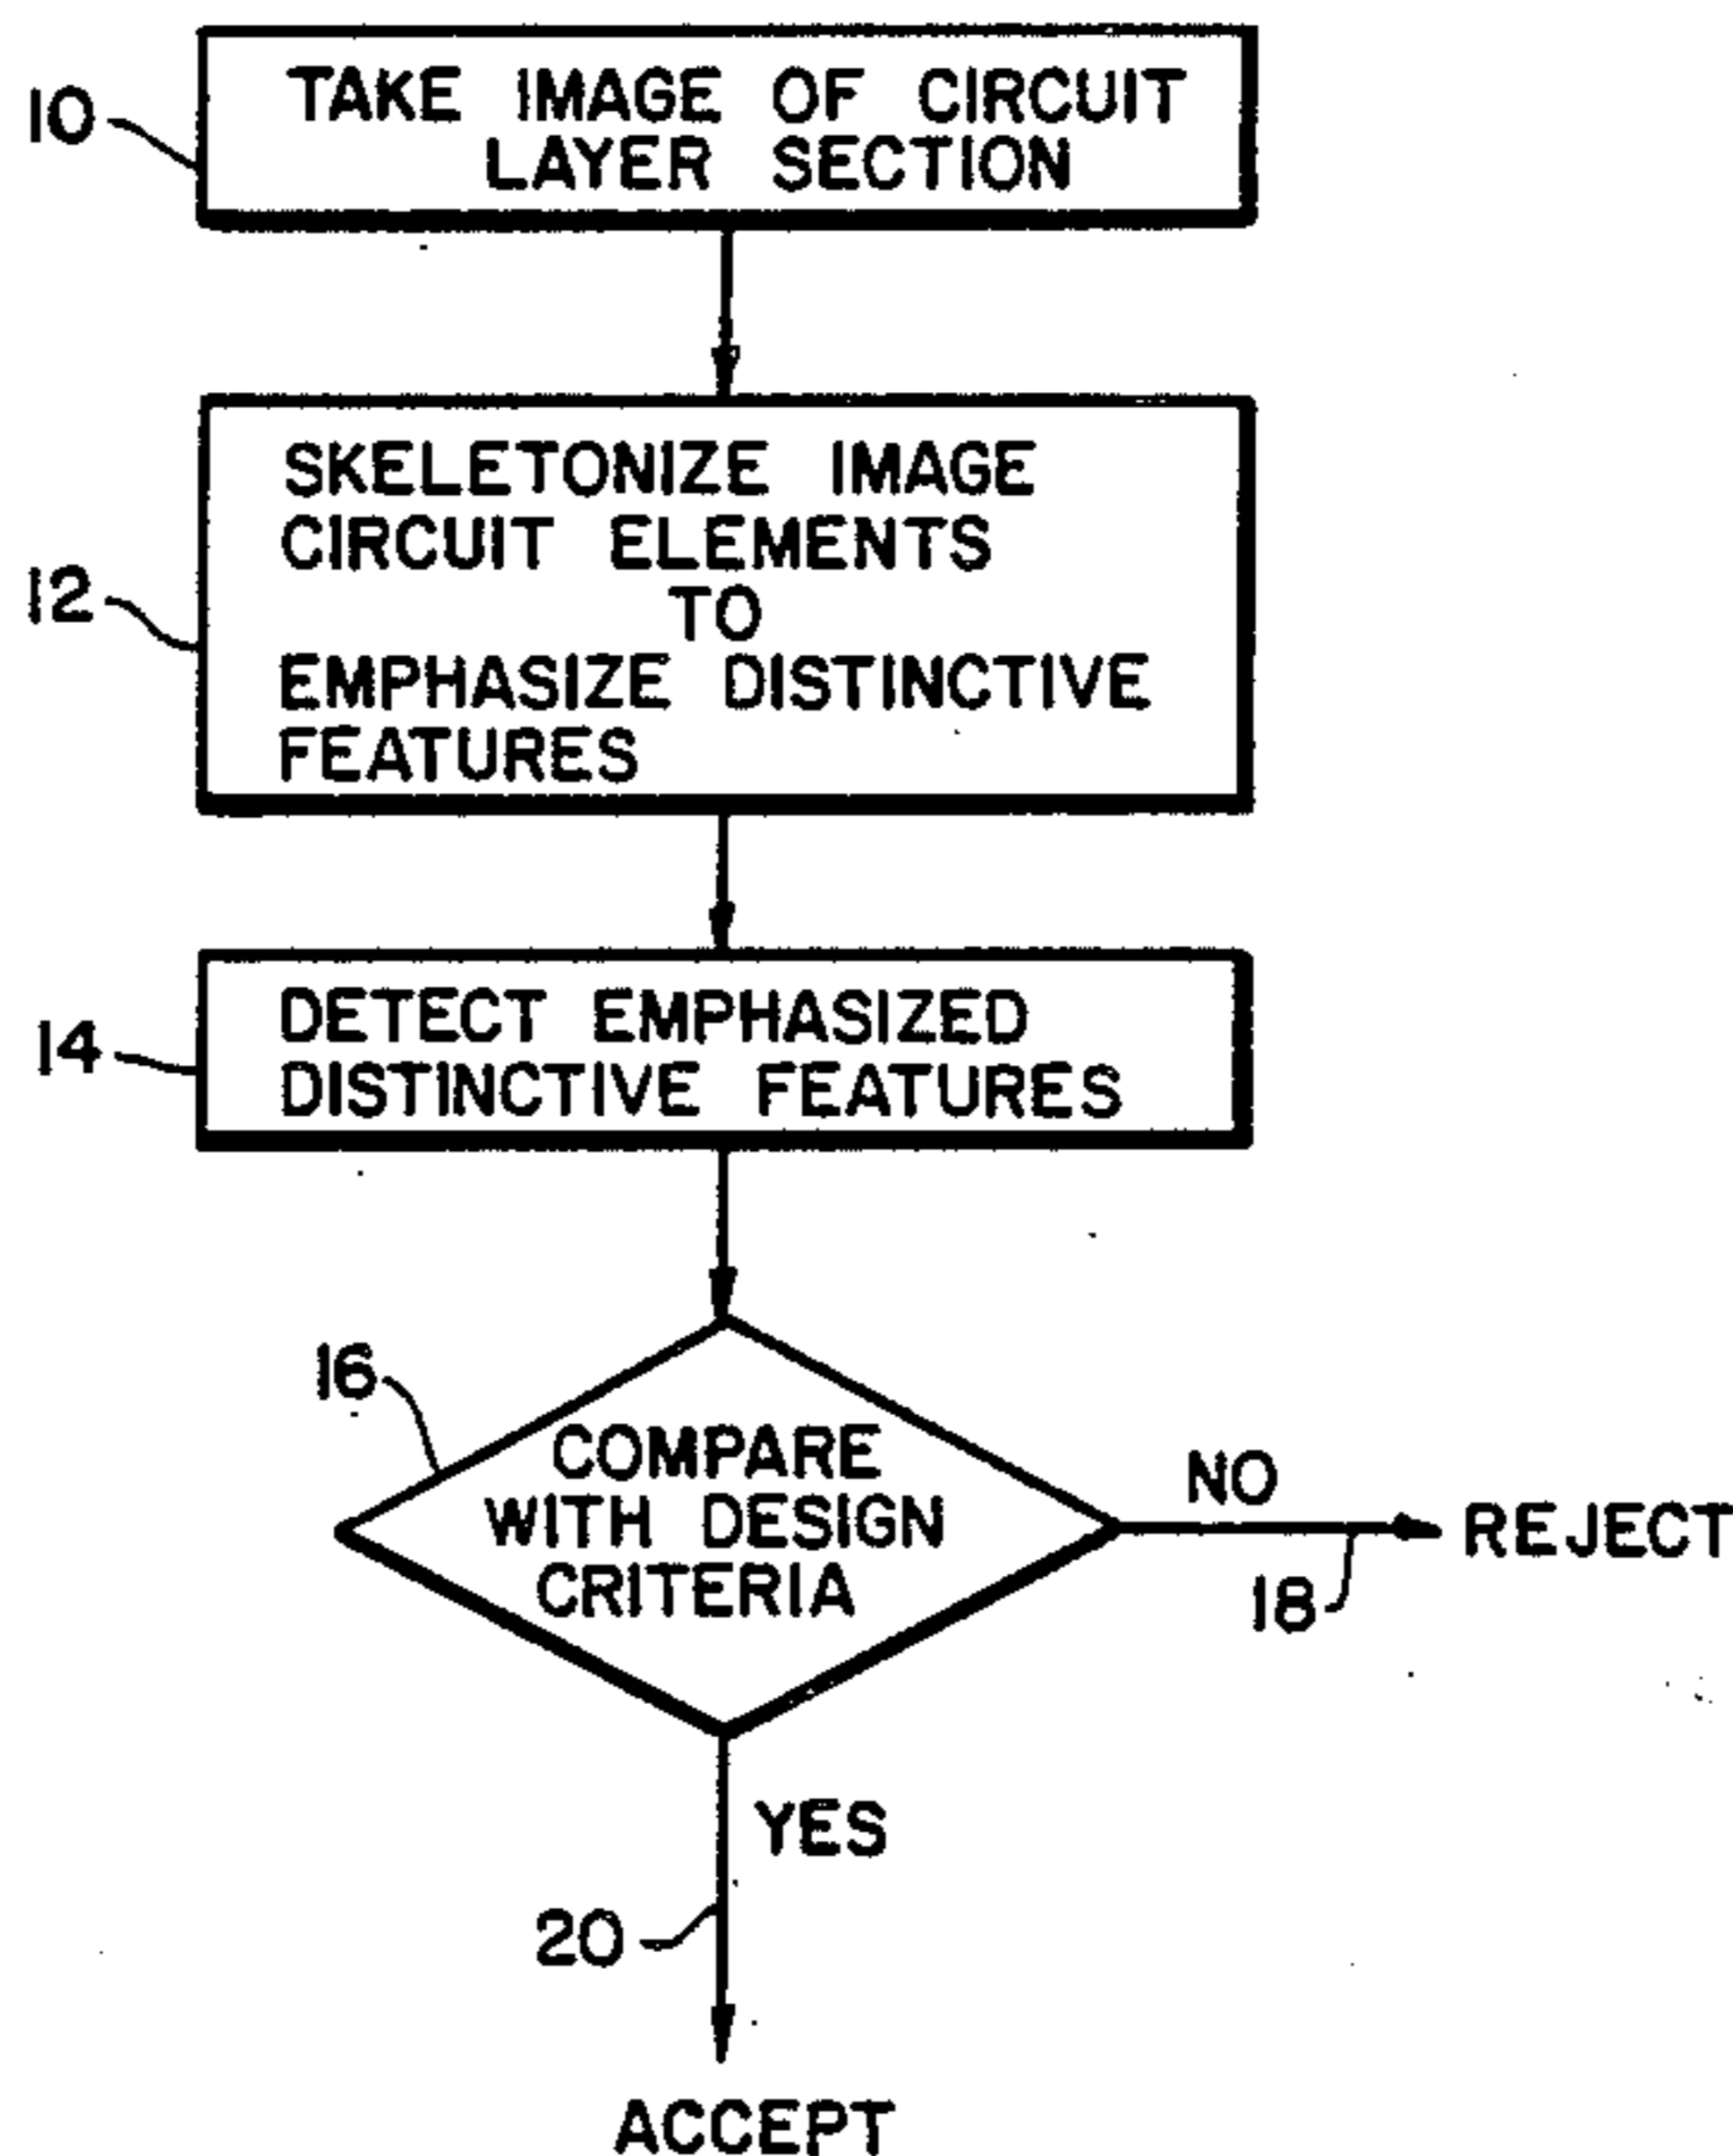 10
TAKE IMAGE OF CIRCUIT
LAYER SECTION
12
SKELETONIZE IMAGE
CIRCUIT ELEMENTS
TO
EMPHASIZE DISTINCTIVE
FEATURES
14
DETECT EMPHASIZED
DISTINCTIVE FEATURES
16
COMPARE
WITH DESIGN
CRITERIA
NO
REJECT
18
YES
20
ACCEPT